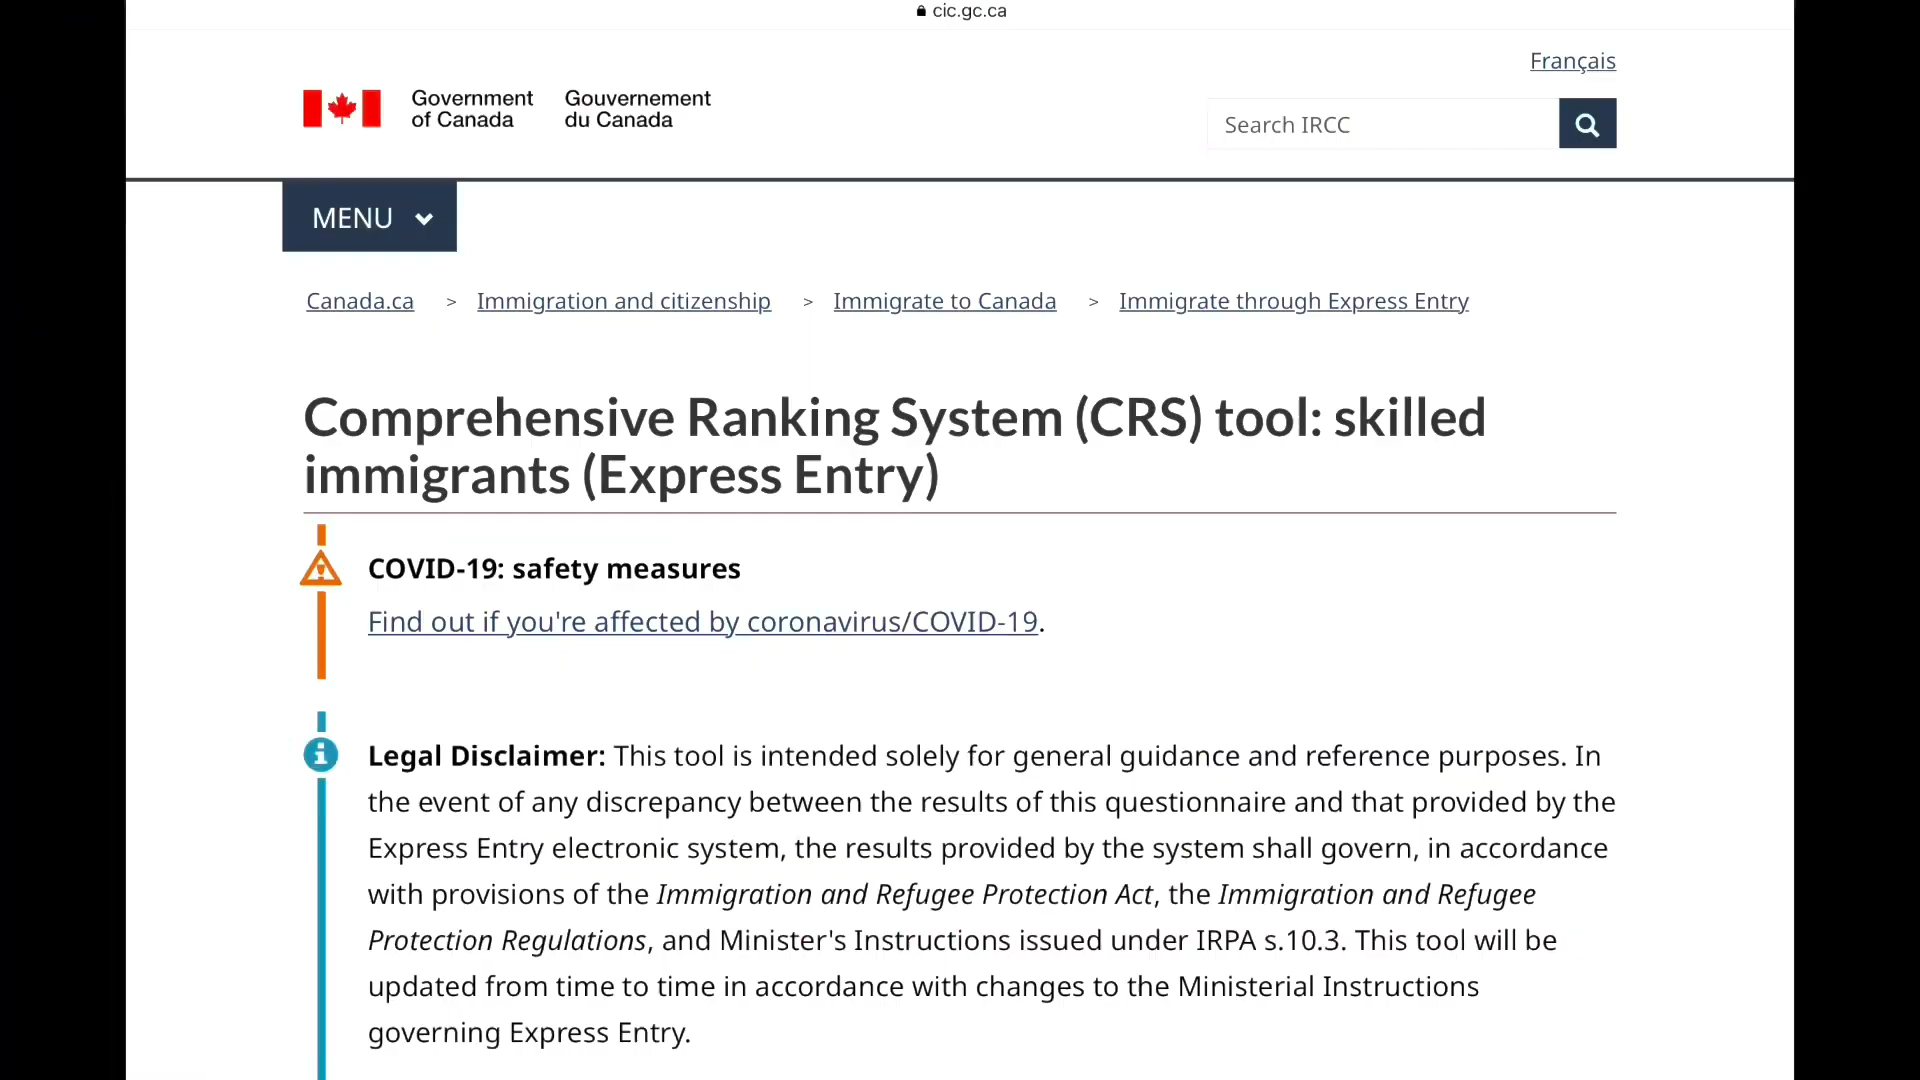 cic.gc.ca
Français
Government
of Canada
Gouvernement
du Canada
Search IRCC
MENU
Canada.ca > Immigration and citizenship > Immigrate to Canada > Immigrate through Express Entry
Comprehensive Ranking System (CRS) tool: skilled
immigrants (Express Entry)
COVID-19: safety measures
Find out if you're affected by coronavirus/COVID-19.
Legal Disclaimer: This tool is intended solely for general guidance and reference purposes. In
the event of any discrepancy between the results of this questionnaire and that provided by the
Express Entry electronic system, the results provided by the system shall govern, in accordance
with provisions of the Immigration and Refugee Protection Act, the Immigration and Refugee
Protection Regulations, and Minister's Instructions issued under IRPA s.10.3. This tool will be
updated from time to time in accordance with changes to the Ministerial Instructions
governing Express Entry.